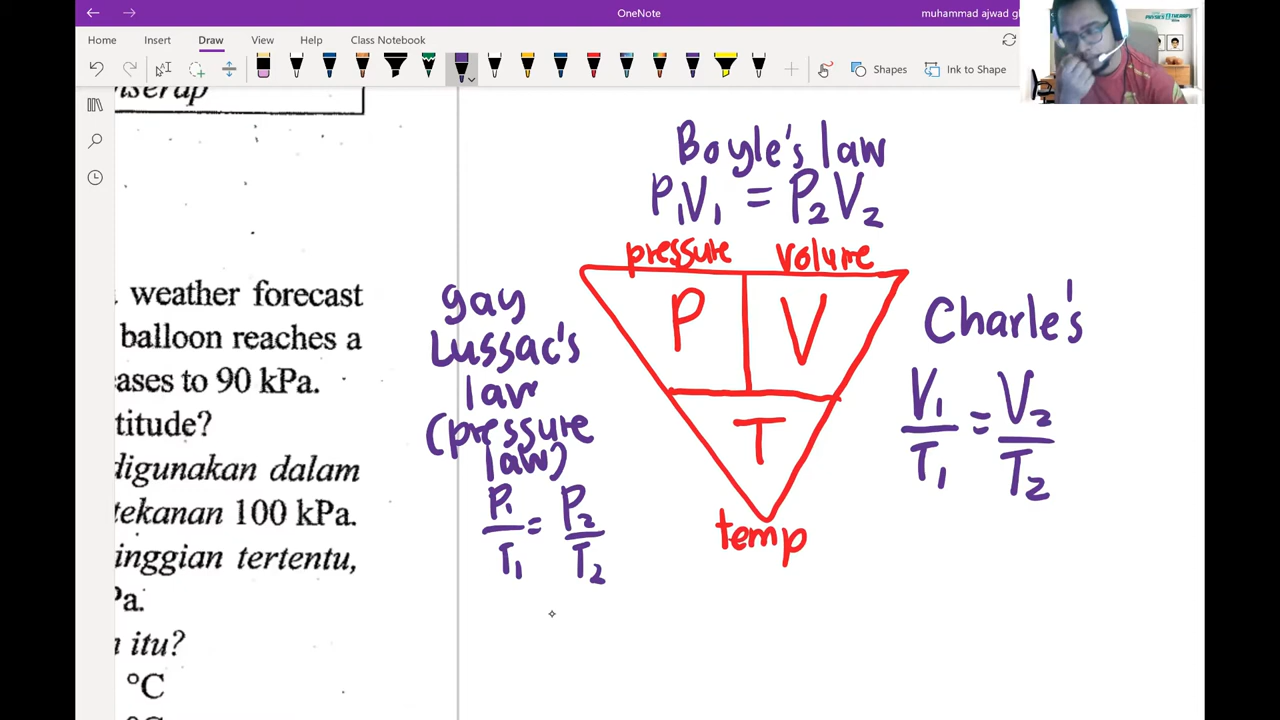 OneNote
muhammad ajwad
Home
Insert
Draw
View
Help
Class Notebook
Shapes
Ink to Shape
weather forecast
balloon reaches a
eases to 90 kPa.
titude?
digunakan dalam
tekanan 100 kPa.
inggian tertentu,
Pa.
itu?
°C
Boyle's law
P₁V₁ = P₂V₂
pressure
volume
P
V
T
temp
gay
Lussac's
law
(pressure
law)
P₁/T₁ = P₂/T₂
Charle's
V₁/T₁ = V₂/T₂